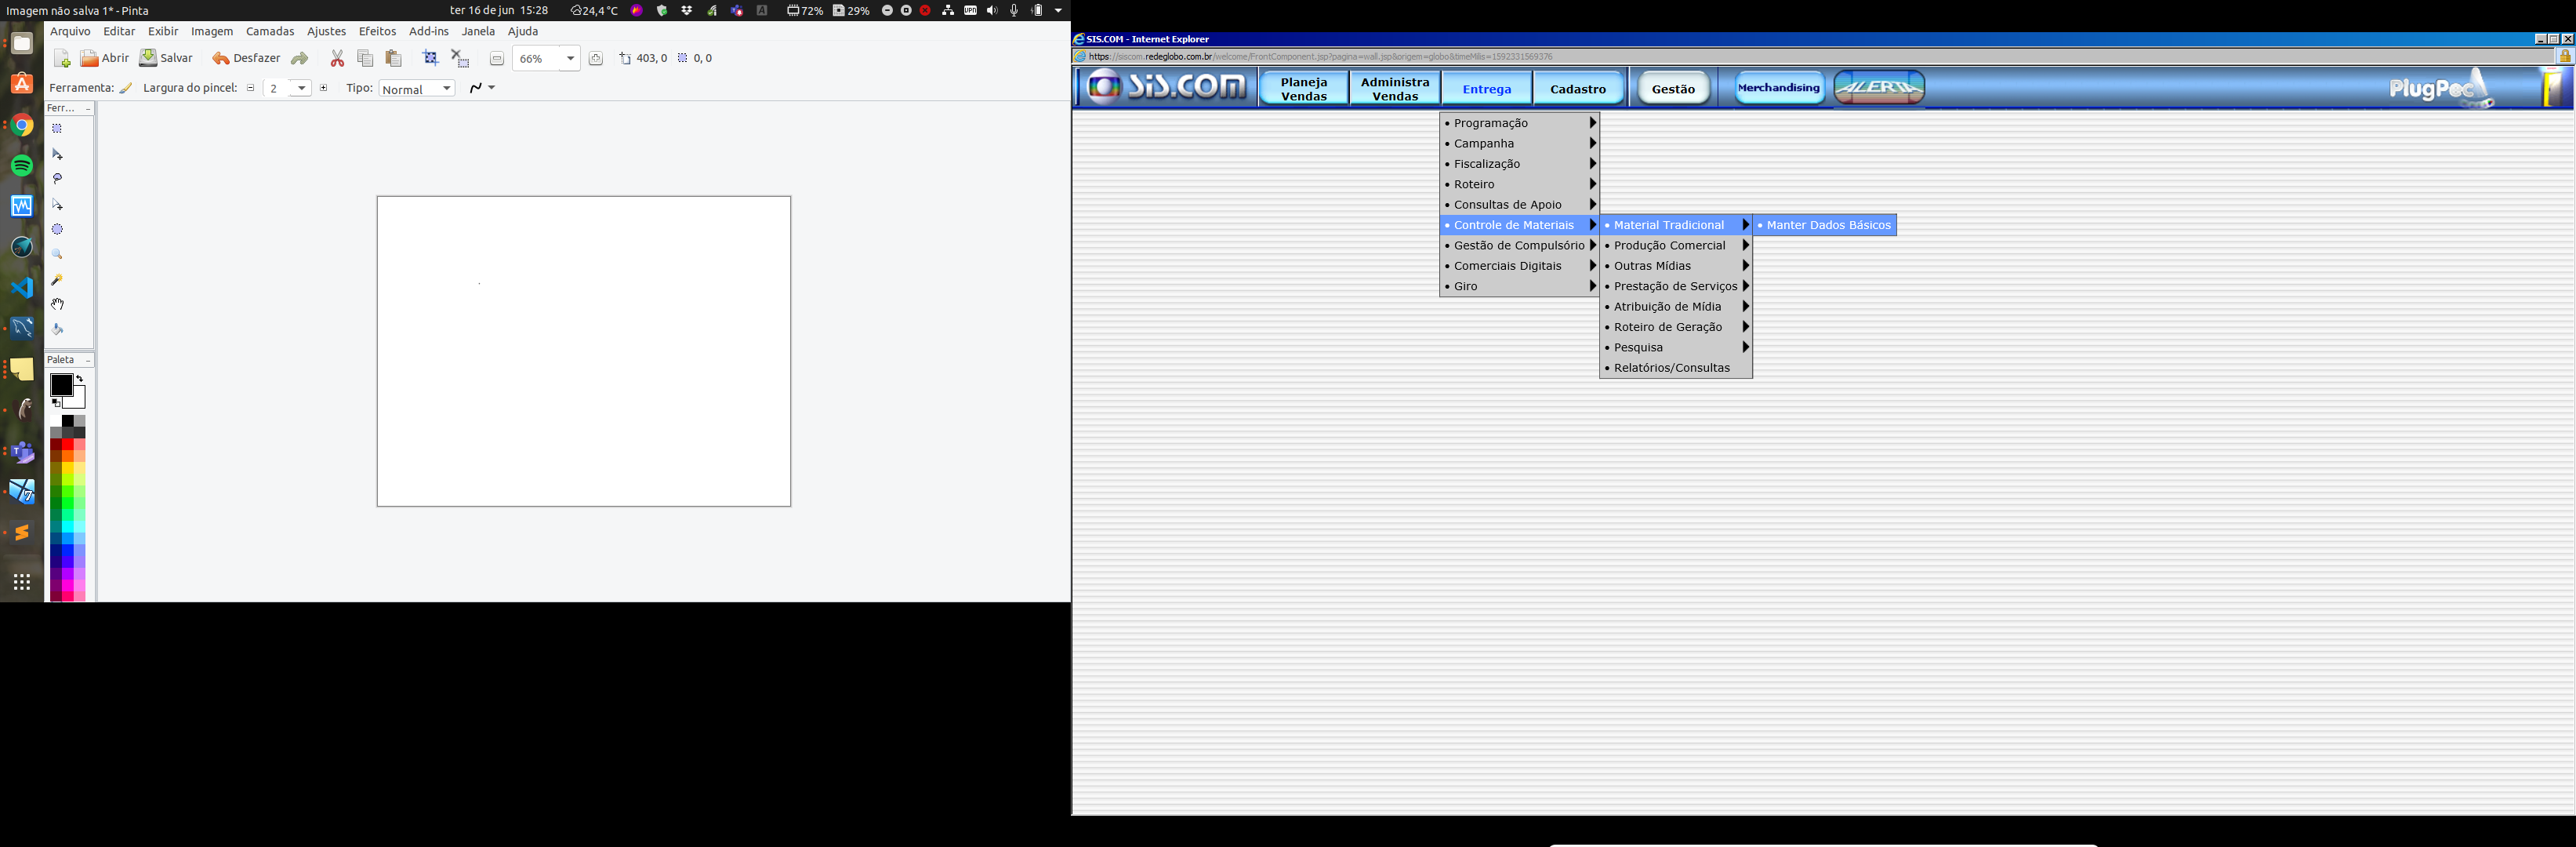 Imagem não salva 1* - Pinta
ter 16 de jun 15:28
24,4 °C
72%
29%
VPN
Arquivo Editar Exibir Imagem Camadas Ajustes Efeitos Add-ins Janela Ajuda
Abrir Salvar Desfazer 66% 403, 0 0, 0
Ferramenta: Largura do pincel: 2 Tipo: Normal
Ferr...
Paleta
SIS.COM - Internet Explorer
https://siscom.redeglobo.com.br/welcome/FrontComponent.jsp?pagina=wall.jsp&origem=globo&timeMilis=1592331569376
SIS.COM
Planeja Vendas
Administra Vendas
Entrega
Cadastro
Gestão
Merchandising
ALERTA
PlugPec
• Programação
• Campanha
• Fiscalização
• Roteiro
• Consultas de Apoio
• Controle de Materiais
• Gestão de Compulsório
• Comerciais Digitais
• Giro
• Material Tradicional
• Produção Comercial
• Outras Mídias
• Prestação de Serviços
• Atribuição de Mídia
• Roteiro de Geração
• Pesquisa
• Relatórios/Consultas
• Manter Dados Básicos